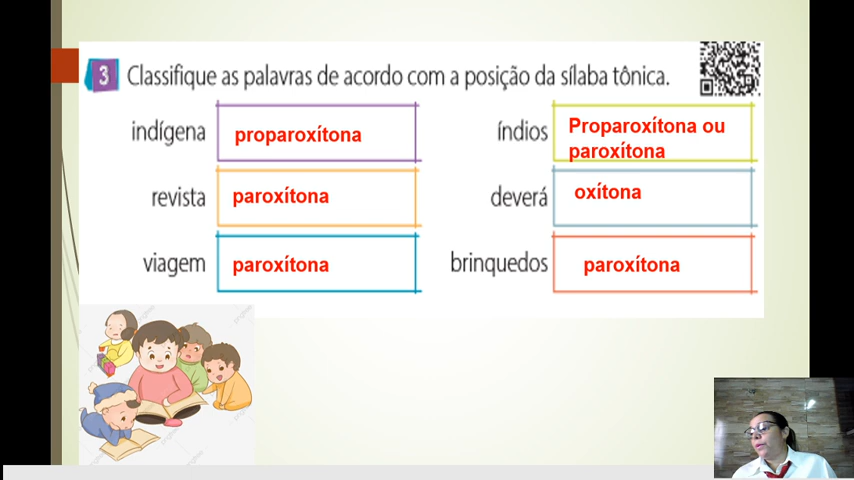 3 Classifique as palavras de acordo com a posição da sílaba tônica.
indígena proparoxítona
índios Proparoxítona ou
paroxítona
revista paroxítona
deverá oxítona
viagem paroxítona
brinquedos paroxítona